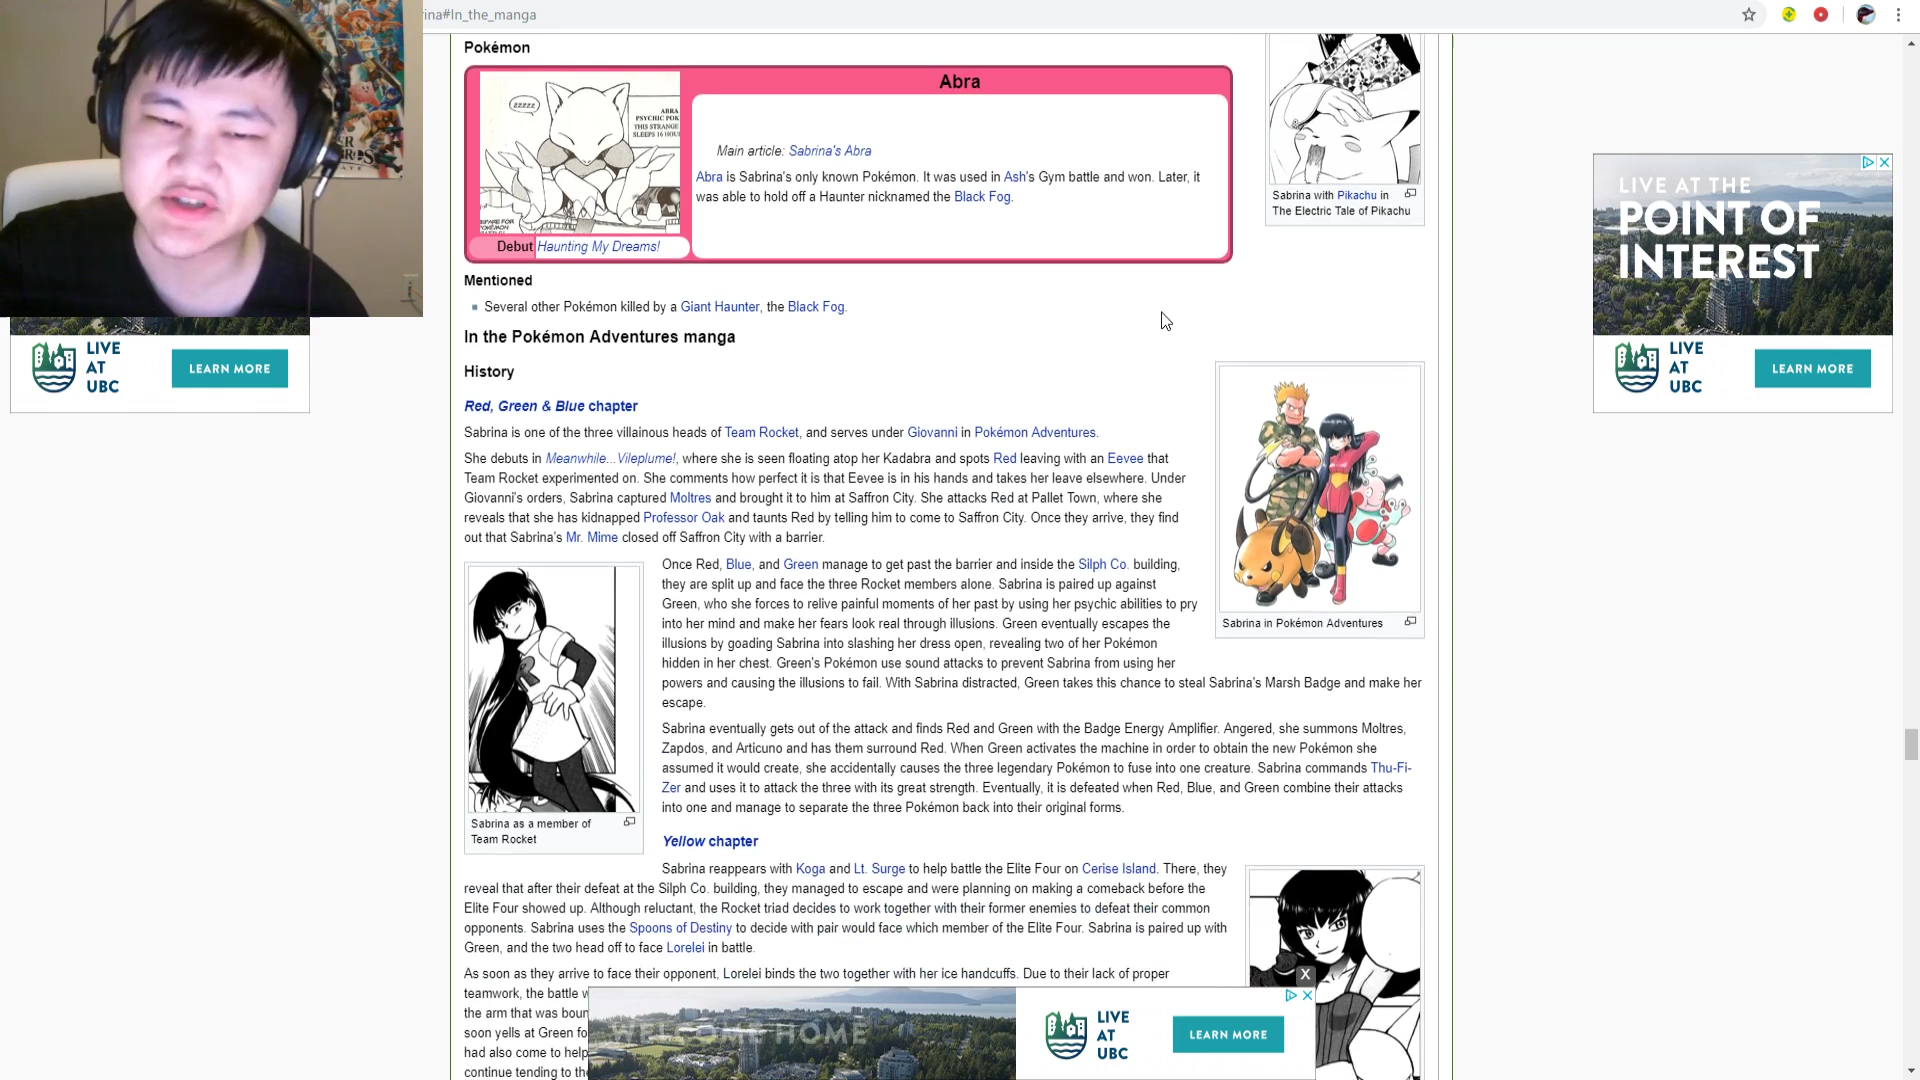 rina#In_the_manga
Pokémon
Abra
zzzzz
ABRA
PSYCHIC POK
THIS STRANGE
SLEEPS 16 HOU
Main article: Sabrina's Abra
Abra is Sabrina's only known Pokémon. It was used in Ash's Gym battle and won. Later, it
was able to hold off a Haunter nicknamed the Black Fog.
Debut Haunting My Dreams!
Sabrina with Pikachu in
The Electric Tale of Pikachu
Mentioned
Several other Pokémon killed by a Giant Haunter, the Black Fog.
In the Pokémon Adventures manga
History
Red, Green & Blue chapter
Sabrina is one of the three villainous heads of Team Rocket, and serves under Giovanni in Pokémon Adventures.
She debuts in Meanwhile...Vileplume!, where she is seen floating atop her Kadabra and spots Red leaving with an Eevee that
Team Rocket experimented on. She comments how perfect it is that Eevee is in his hands and takes her leave elsewhere. Under
Giovanni's orders, Sabrina captured Moltres and brought it to him at Saffron City. She attacks Red at Pallet Town, where she
reveals that she has kidnapped Professor Oak and taunts Red by telling him to come to Saffron City. Once they arrive, they find
out that Sabrina's Mr. Mime closed off Saffron City with a barrier.
Sabrina in Pokémon Adventures
Once Red, Blue, and Green manage to get past the barrier and inside the Silph Co. building,
they are split up and face the three Rocket members alone. Sabrina is paired up against
Green, who she forces to relive painful moments of her past by using her psychic abilities to pry
into her mind and make her fears look real through illusions. Green eventually escapes the
illusions by goading Sabrina into slashing her dress open, revealing two of her Pokémon
hidden in her chest. Green's Pokémon use sound attacks to prevent Sabrina from using her
powers and causing the illusions to fail. With Sabrina distracted, Green takes this chance to steal Sabrina's Marsh Badge and make her
escape.
Sabrina eventually gets out of the attack and finds Red and Green with the Badge Energy Amplifier. Angered, she summons Moltres,
Zapdos, and Articuno and has them surround Red. When Green activates the machine in order to obtain the new Pokémon she
assumed it would create, she accidentally causes the three legendary Pokémon to fuse into one creature. Sabrina commands Thu-Fi-
Zer and uses it to attack the three with its great strength. Eventually, it is defeated when Red, Blue, and Green combine their attacks
into one and manage to separate the three Pokémon back into their original forms.
Sabrina as a member of
Team Rocket
Yellow chapter
Sabrina reappears with Koga and Lt. Surge to help battle the Elite Four on Cerise Island. There, they
reveal that after their defeat at the Silph Co. building, they managed to escape and were planning on making a comeback before the
Elite Four showed up. Although reluctant, the Rocket triad decides to work together with their former enemies to defeat their common
opponents. Sabrina uses the Spoons of Destiny to decide with pair would face which member of the Elite Four. Sabrina is paired up with
Green, and the two head off to face Lorelei in battle.
As soon as they arrive to face their opponent, Lorelei binds the two together with her ice handcuffs. Due to their lack of proper
teamwork, the battle w
the arm that was boun
soon yells at Green fo
had also come to help
continue tending to the
X
WELCOME HOME
LIVE
AT
UBC
LEARN MORE
LIVE
AT
UBC
LEARN MORE
LIVE AT THE
POINT OF
INTEREST
LIVE
AT
UBC
LEARN MORE